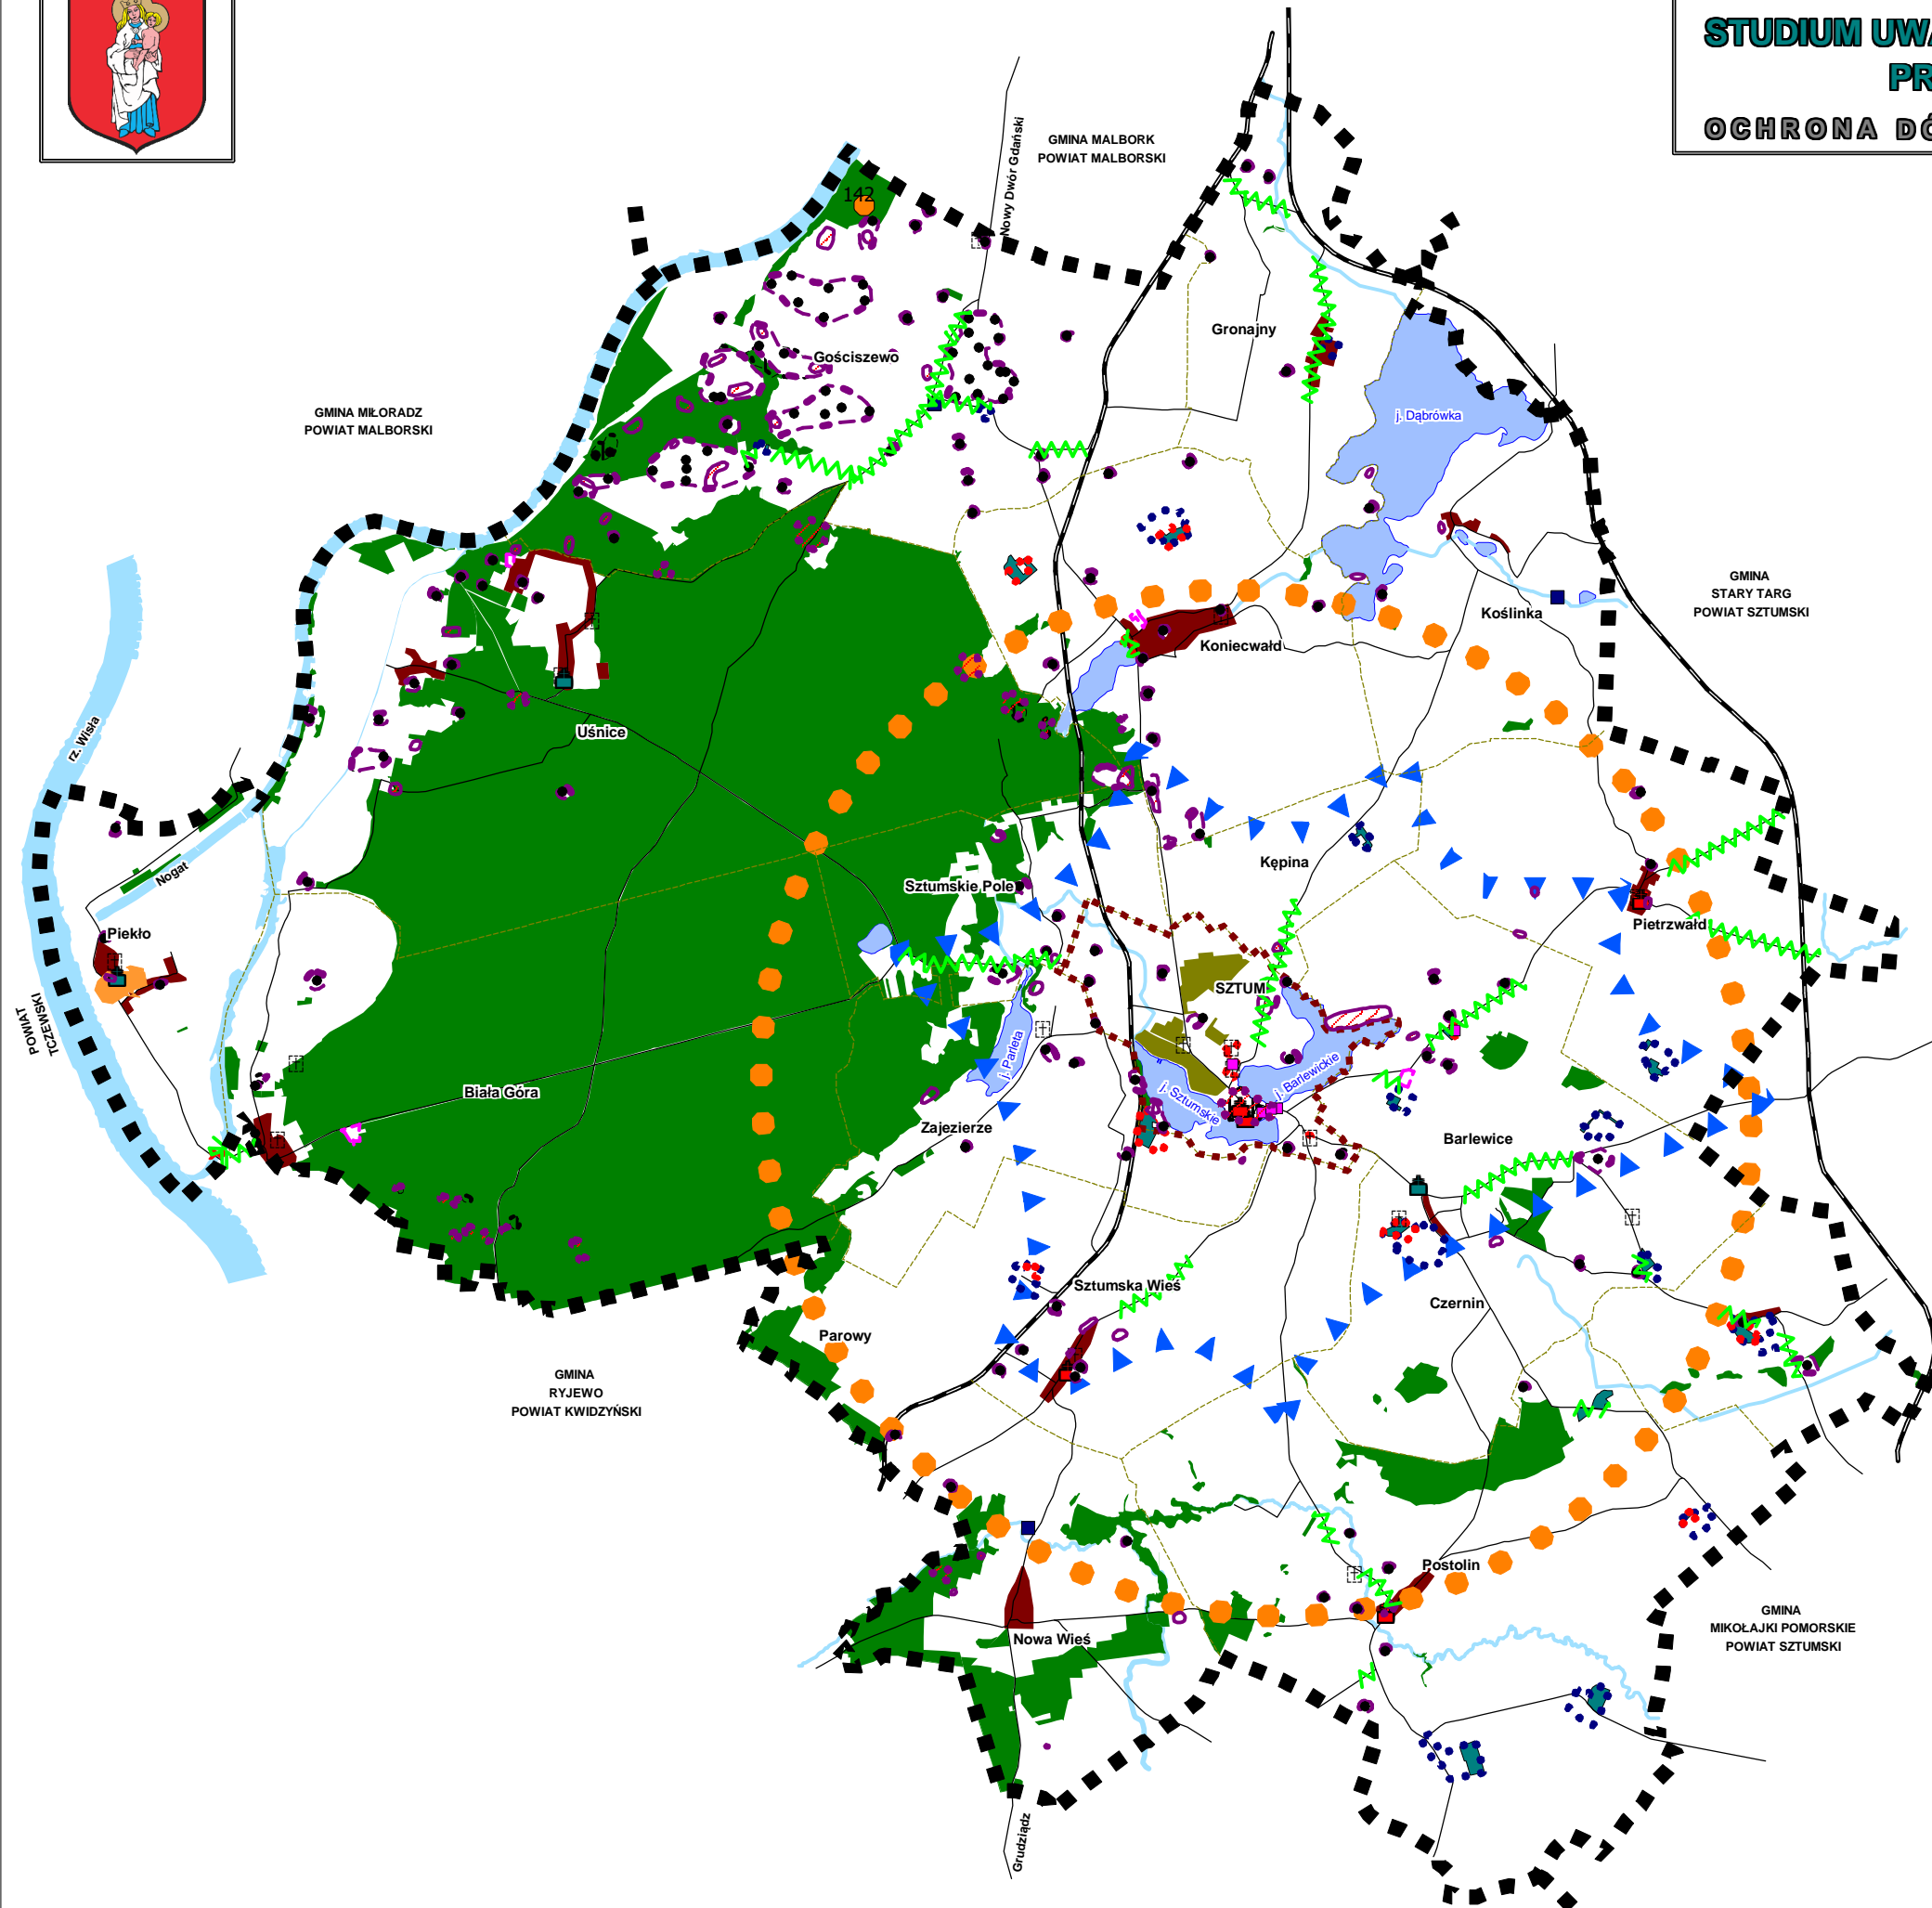 STUDIUM UWA
PR
OCHRONA DÓ
GMINA MALBORK
POWIAT MALBORSKI
Nowy Dwór Gdański
142
Gronajny
Gościszewo
GMINA MIŁORADZ
POWIAT MALBORSKI
j. Dąbrówka
GMINA
STARY TARG
POWIAT SZTUMSKI
Koślinka
Koniecwałd
rz. Wisła
Uśnice
Kępina
Nogat
Sztumskie Pole
Pietrzwałd
Piekło
SZTUM
POWIAT
TCZEWSKI
j. Parleta
j. Barlewickie
j. Sztumskie
Biała Góra
Zajezierze
Barlewice
Sztumska Wieś
Czernin
Parowy
GMINA
RYJEWO
POWIAT KWIDZYŃSKI
Postolin
Nowa Wieś
GMINA
MIKOŁAJKI POMORSKIE
POWIAT SZTUMSKI
Grudziądz